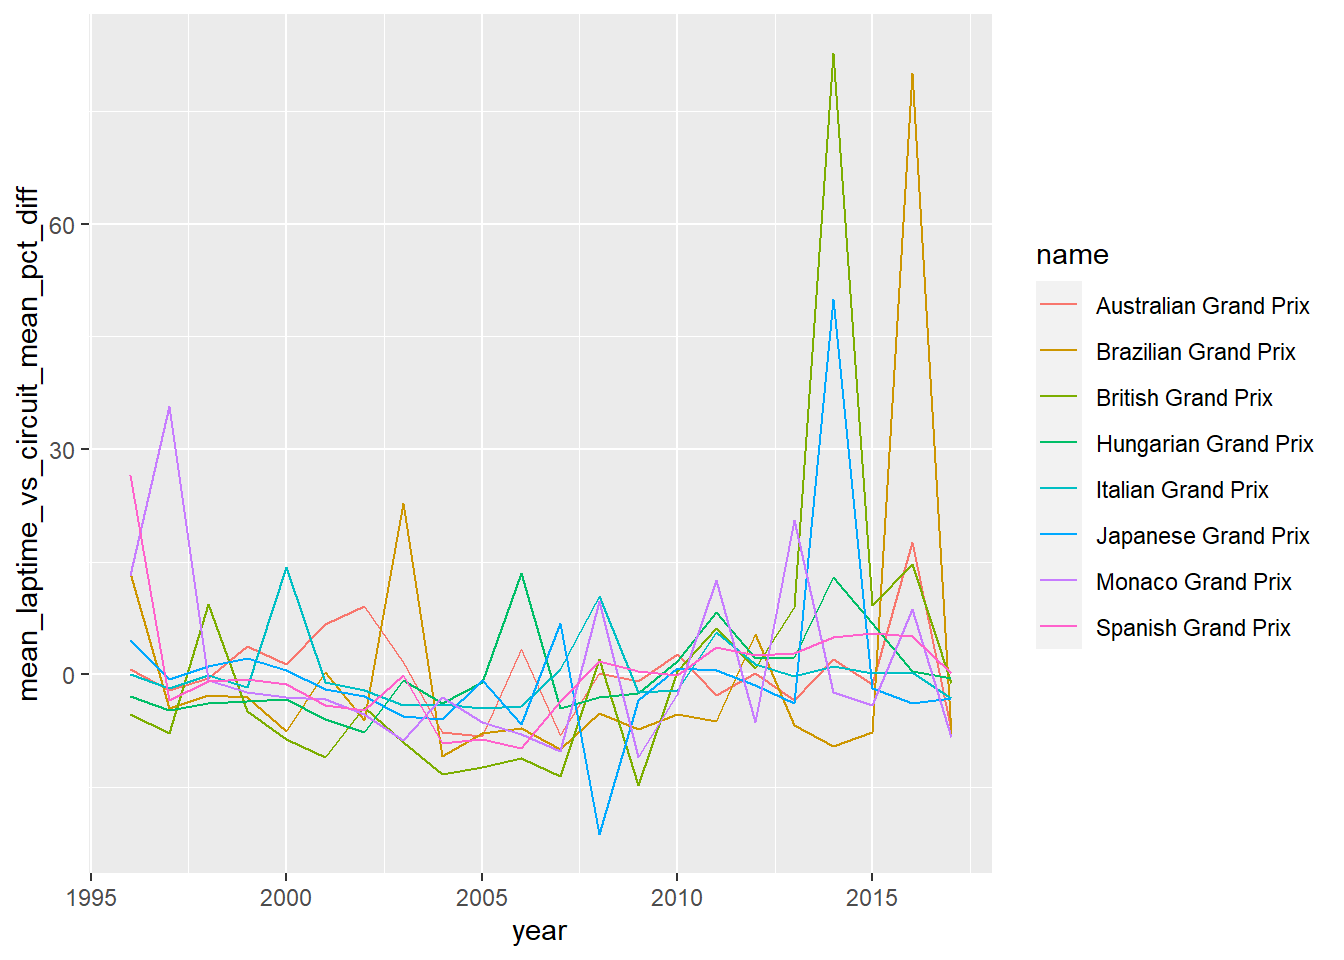 mean_laptime_vs_circuit_mean_pct_diff
60
30
0
1995 2000 2005 2010 2015
year
name
Australian Grand Prix
Brazilian Grand Prix
British Grand Prix
Hungarian Grand Prix
Italian Grand Prix
Japanese Grand Prix
Monaco Grand Prix
Spanish Grand Prix